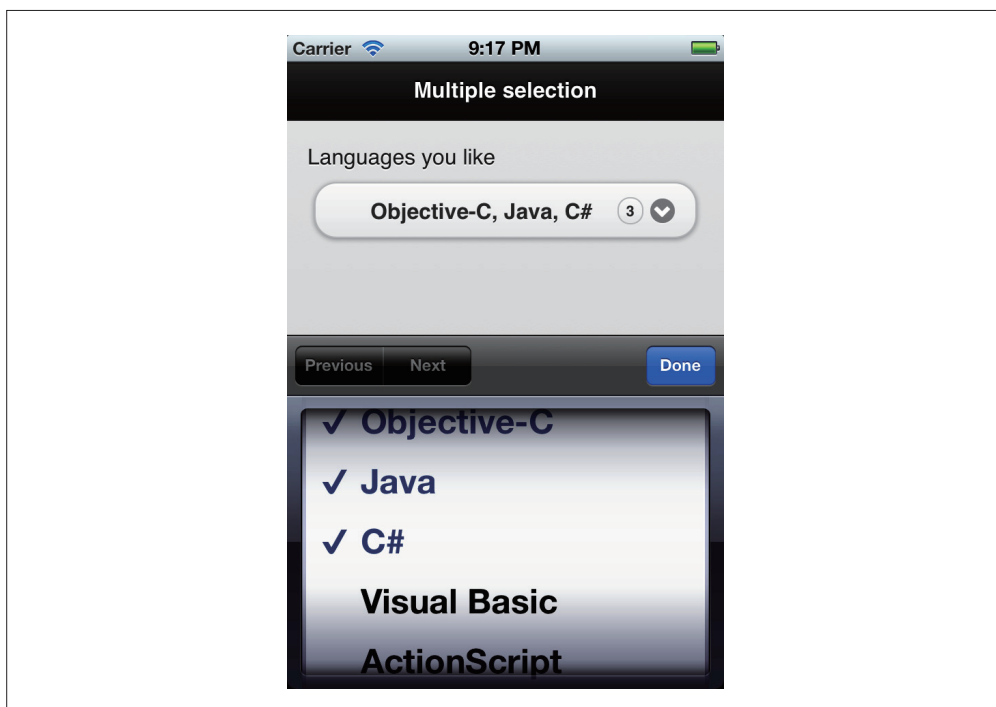 Carrier 9:17 PM
Multiple selection
Languages you like
Objective-C, Java, C# 3
Previous Next Done
✓ Objective-C
✓ Java
✓ C#
Visual Basic
ActionScript